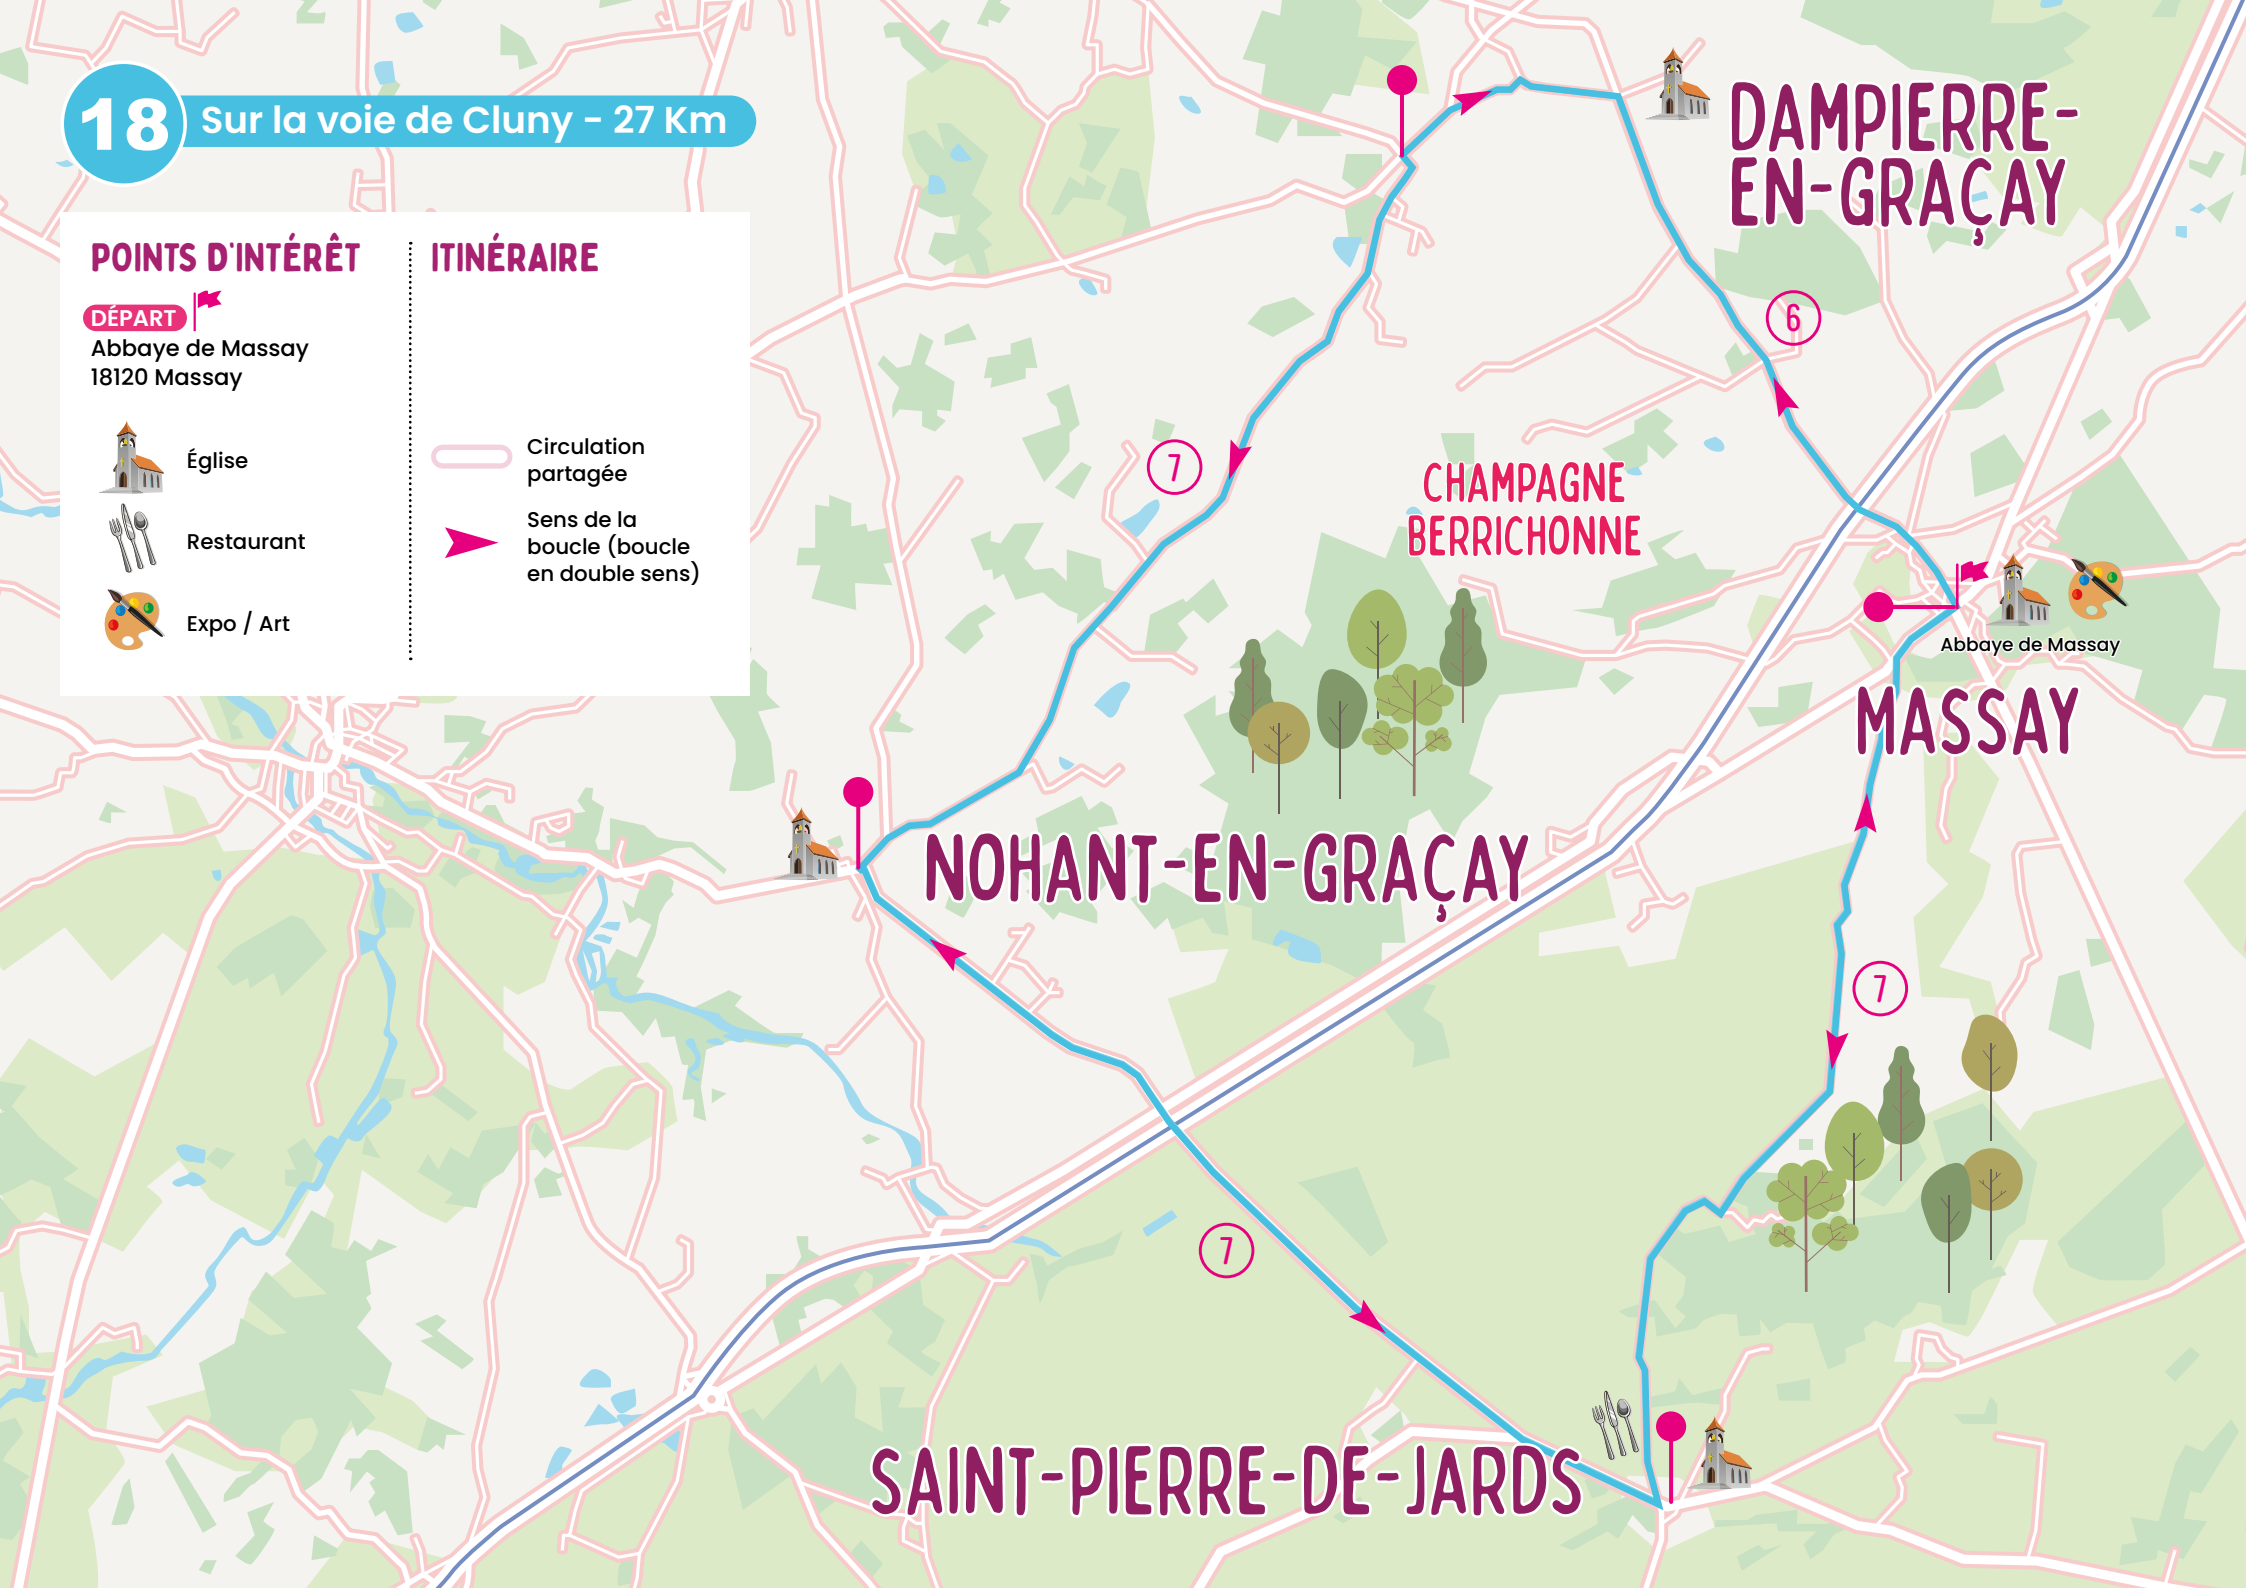 18
Sur la voie de Cluny - 27 Km
POINTS D'INTÉRÊT
DÉPART
Abbaye de Massay
18120 Massay
Église
Restaurant
Expo / Art
ITINÉRAIRE
Circulation
partagée
Sens de la
boucle (boucle
en double sens)
DAMPIERRE-
EN-GRAÇAY
6
7
CHAMPAGNE
BERRICHONNE
Abbaye de Massay
MASSAY
NOHANT-EN-GRAÇAY
7
7
SAINT-PIERRE-DE-JARDS